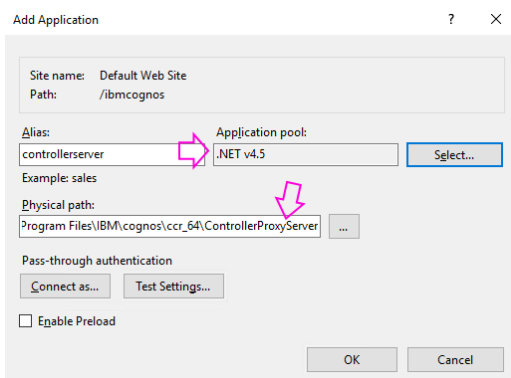 Add Application
?
Site name: Default Web Site
Path: /ibmcognos
Alias: Application pool:
controllerserver .NET v4.5 Select...
Example: sales
Physical path:
Program Files\IBM\cognos\ccr_64\ControllerProxyServer ...
Pass-through authentication
Connect as... Test Settings...
Enable Preload
OK Cancel